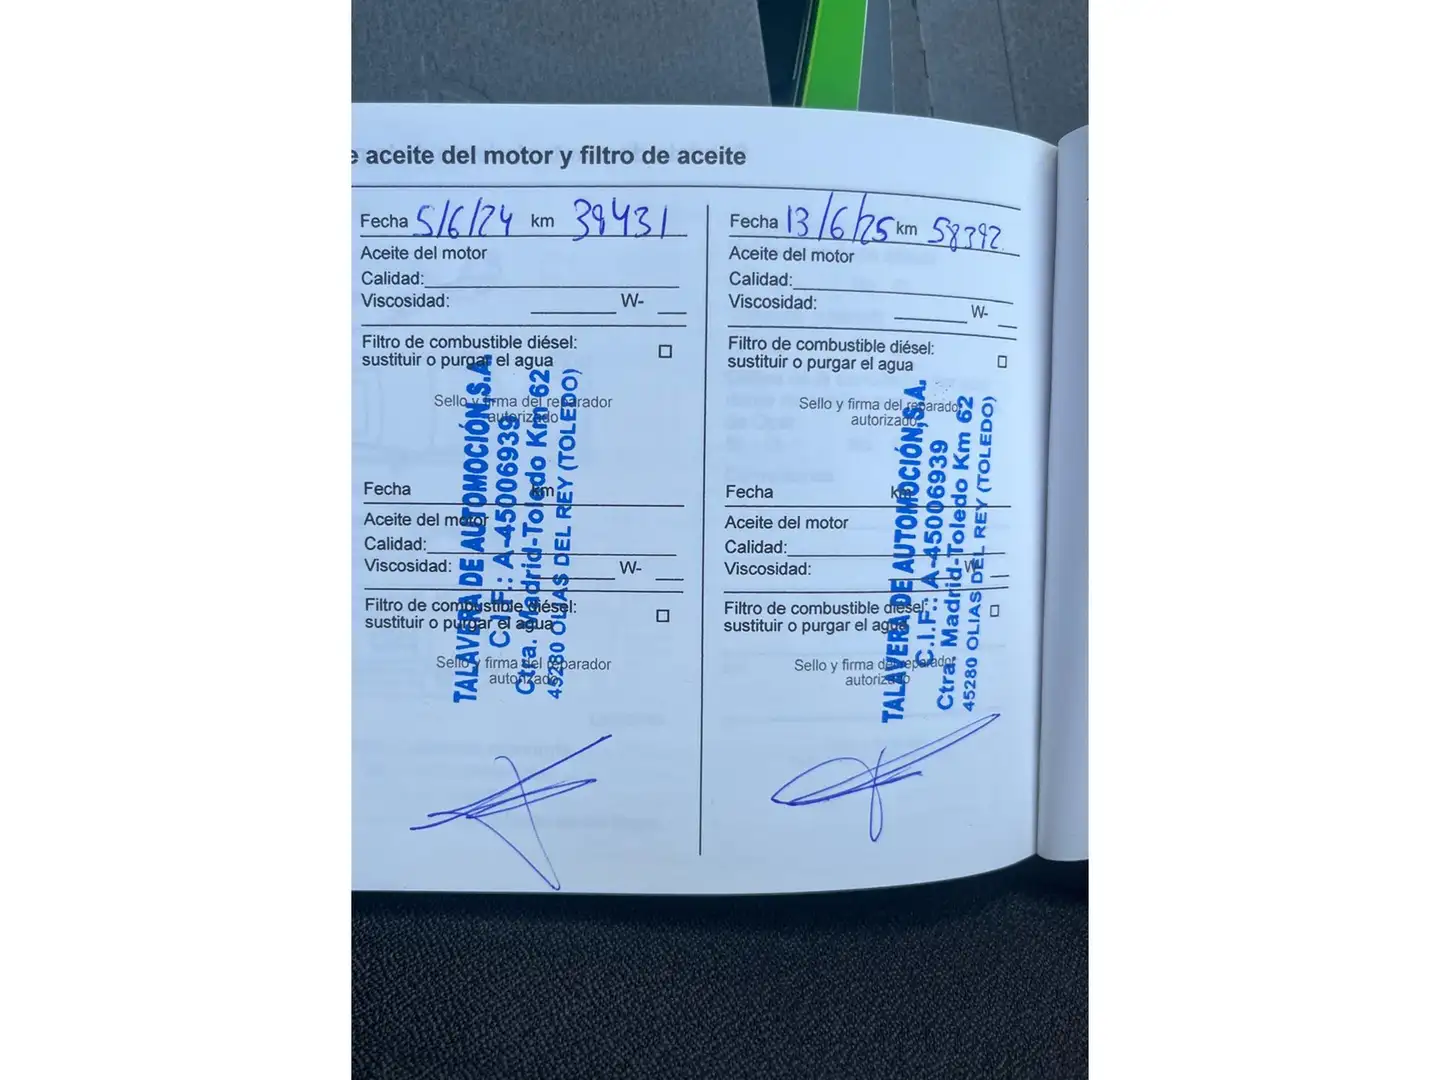 e aceite del motor y filtro de aceite
Fecha 5/6/24 km 39431
Aceite del motor
Calidad:
Viscosidad: W-
Filtro de combustible diésel:
sustituir o purgar el agua
Sello y firma del reparador
autorizado
Fecha km
Aceite del motor
Calidad:
Viscosidad: W-
Filtro de combustible diésel:
sustituir o purgar el agua
Sello y firma del reparador
autorizado
TALAVERA DE AUTOMOCIÓN,S.A.
C.I.F.: A-45006939
Ctra. Madrid-Toledo Km 62
45280 OLIAS DEL REY (TOLEDO)
Fecha 13/6/25 km 58392
Aceite del motor
Calidad:
Viscosidad: W-
Filtro de combustible diésel:
sustituir o purgar el agua
Sello y firma del reparador
autorizado
Fecha km
Aceite del motor
Calidad:
Viscosidad: W-
Filtro de combustible diésel:
sustituir o purgar el agua
Sello y firma del reparador
autorizado
TALAVERA DE AUTOMOCIÓN,S.A.
C.I.F.: A-45006939
Ctra. Madrid-Toledo Km 62
45280 OLIAS DEL REY (TOLEDO)